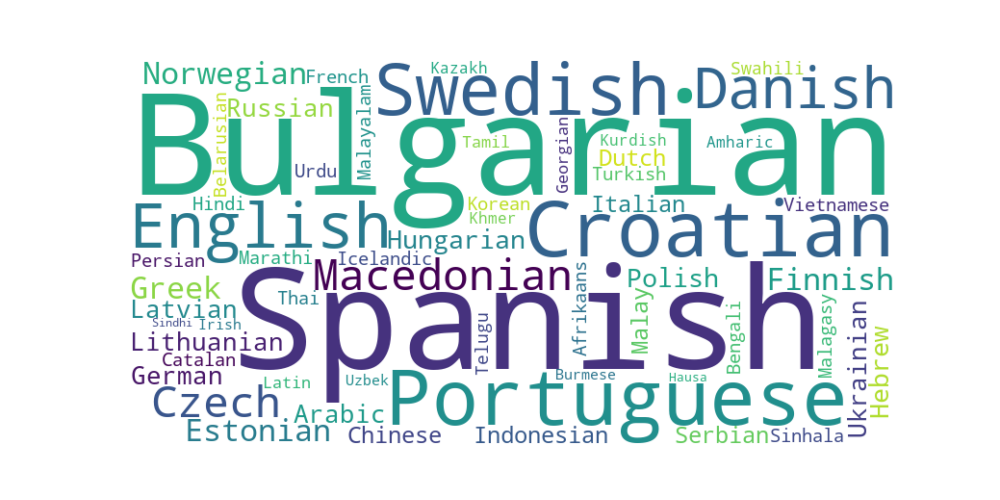 Norwegian
French
Swedish
Kazakh
Danish
Swahili
Russian
Belarusian
Malayalam
Bulgarian
Urdu
Tamil
Georgian
Kurdish
Dutch
Turkish
Amharic
Hindi
Korean
Khmer
Italian
Vietnamese
English
Hungarian
Croatian
Persian
Marathi
Icelandic
Macedonian
Polish
Finnish
Greek
Thai
Spanish
Afrikaans
Malay
Bengali
Malagasy
Latvian
Sindhi
Irish
Telugu
Ukrainian
Hebrew
Lithuanian
Catalan
German
Latin
Uzbek
Burmese
Hausa
Czech
Arabic
Portuguese
Estonian
Chinese
Indonesian
Serbian
Sinhala